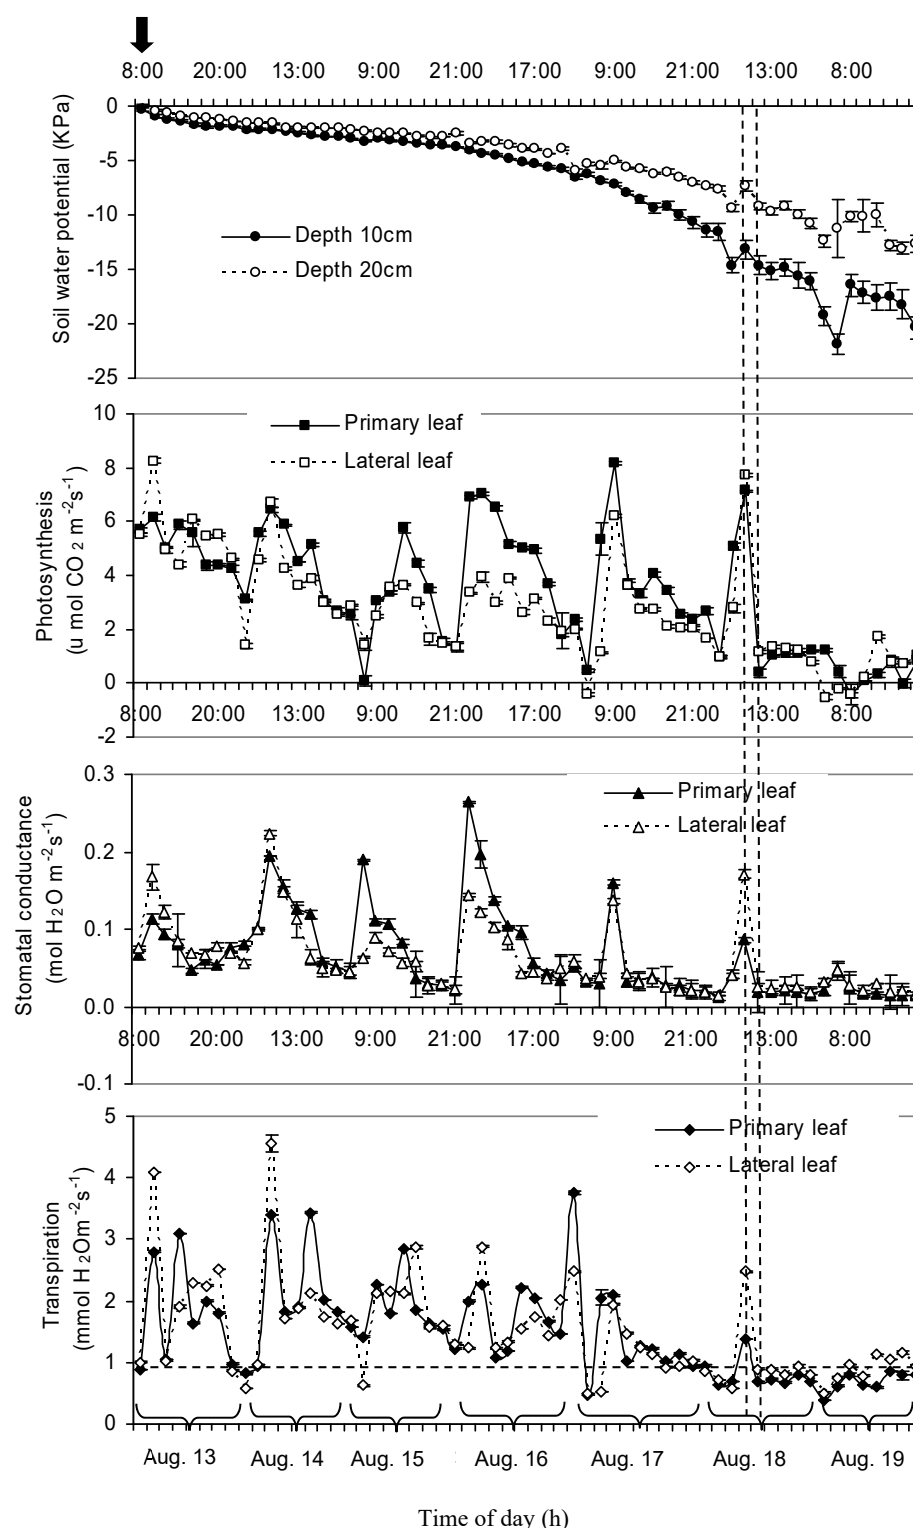 8:00 20:00 13:00 9:00 21:00 17:00 9:00 21:00 13:00 8:00
Soil water potential (KPa)
0
-5
-10
-15
-20
-25
Depth 10cm
Depth 20cm
Photosynthesis
(u mol CO 2 m-2s-1)
10
8
6
4
2
0
-2
Primary leaf
Lateral leaf
8:00 20:00 13:00 9:00 21:00 17:00 9:00 21:00 13:00 8:00
Stomatal conductance
(mol H2O m-2s-1)
0.3
0.2
0.1
0.0
-0.1
Primary leaf
Lateral leaf
8:00 20:00 13:00 9:00 21:00 17:00 9:00 21:00 13:00 8:00
Transpiration
(mmol H2Om-2s-1)
5
4
3
2
1
0
Primary leaf
Lateral leaf
Aug. 13 Aug. 14 Aug. 15 Aug. 16 Aug. 17 Aug. 18 Aug. 19
Time of day (h)